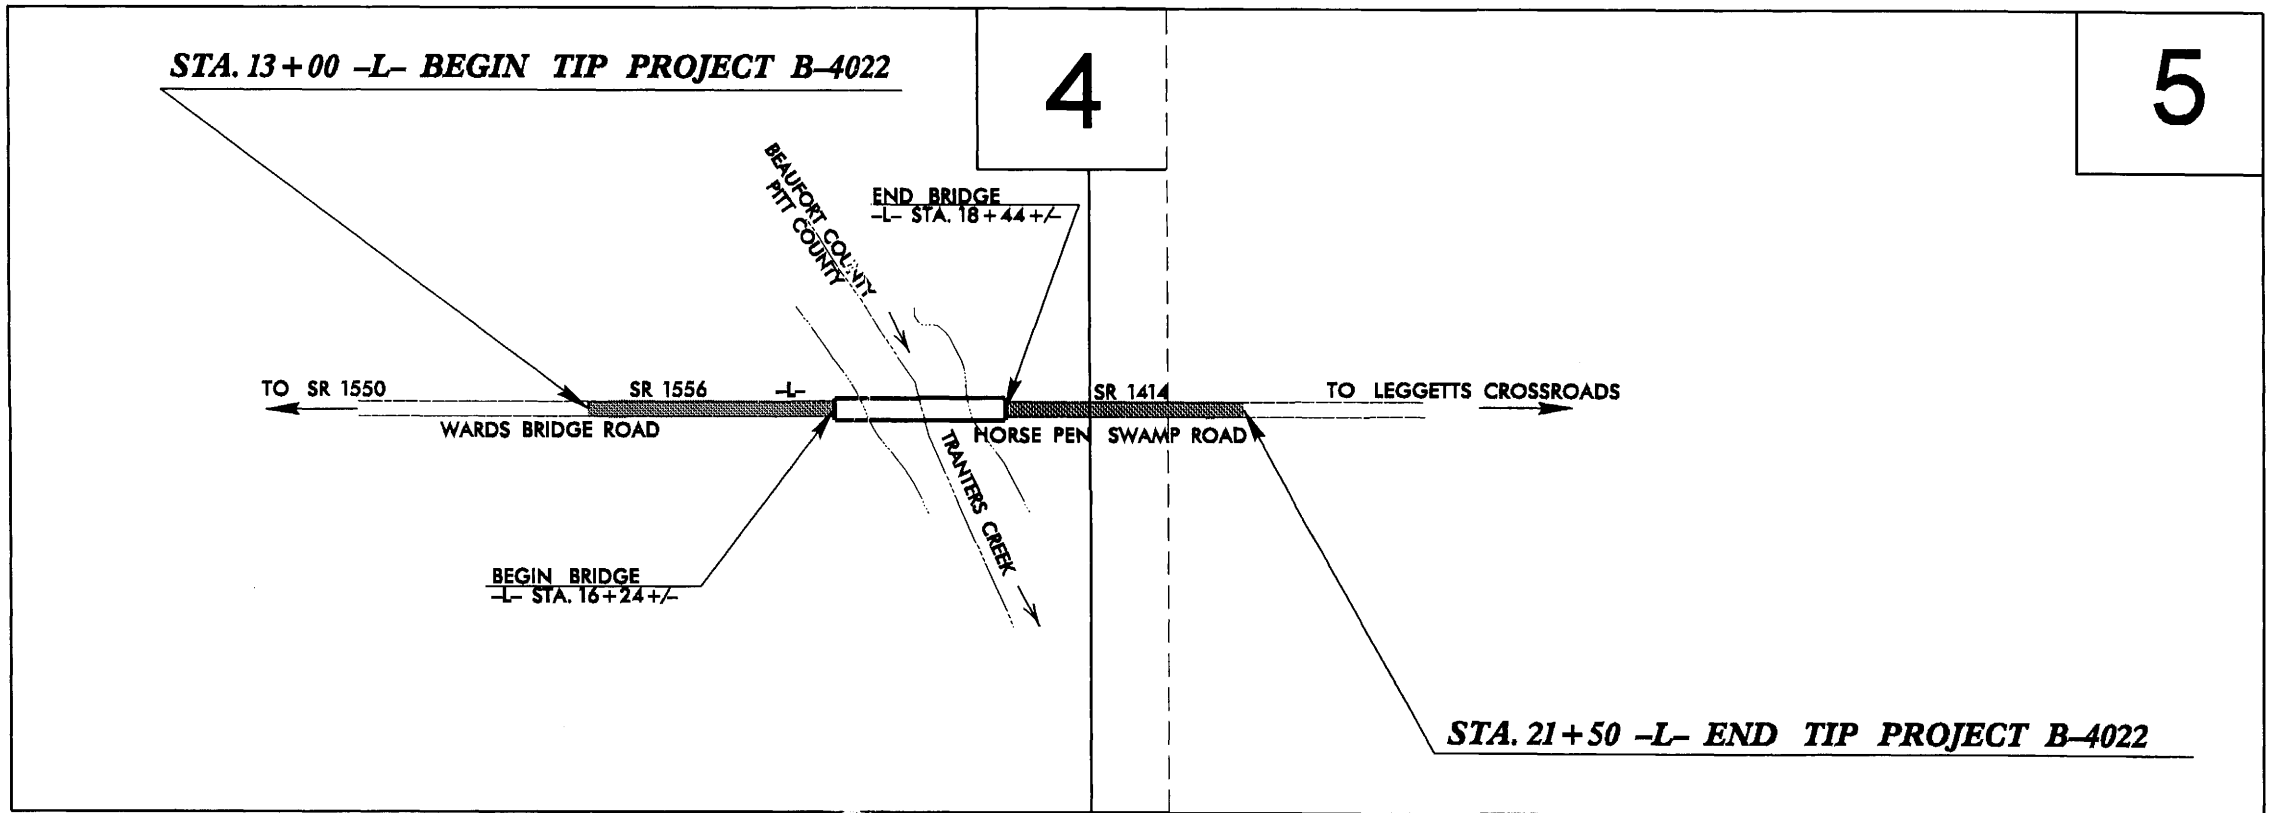 STA. 13+00 -L- BEGIN TIP PROJECT B-4022
4
5
BEAUFORT COUNTY
PITT COUNTY
END BRIDGE
-L- STA. 18+44 +/-
TO SR 1550
SR 1556
-L-
SR 1414
TO LEGGETTS CROSSROADS
WARDS BRIDGE ROAD
HORSE PEN SWAMP ROAD
TRANTERS CREEK
BEGIN BRIDGE
-L- STA. 16+24 +/-
STA. 21+50 -L- END TIP PROJECT B-4022